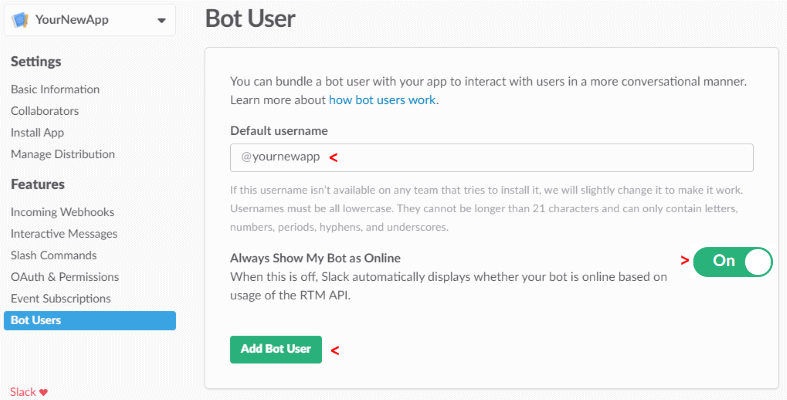 YourNewApp
Bot User
Settings
Basic Information
Collaborators
Install App
Manage Distribution
Features
Incoming Webhooks
Interactive Messages
Slash Commands
OAuth & Permissions
Event Subscriptions
Bot Users
Slack ♥
You can bundle a bot user with your app to interact with users in a more conversational manner.
Learn more about how bot users work.
Default username
@yournewapp <
If this username isn't available on any team that tries to install it, we will slightly change it to make it work.
Usernames must be all lowercase. They cannot be longer than 21 characters and can only contain letters,
numbers, periods, hyphens, and underscores.
Always Show My Bot as Online
> On
When this is off, Slack automatically displays whether your bot is online based on
usage of the RTM API.
Add Bot User <